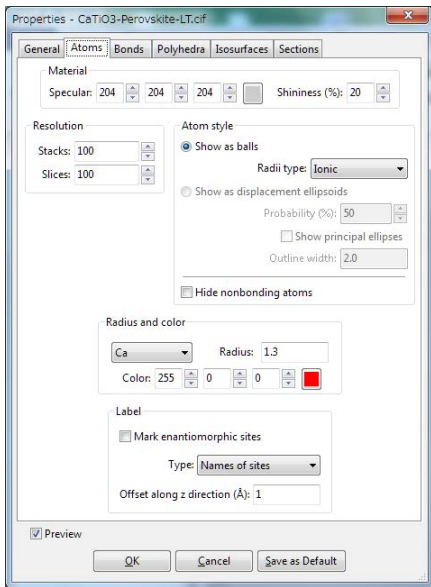 Properties - CaTiO3-Perovskite-LT.cif
General Atoms Bonds Polyhedra Isosurfaces Sections
Material
Specular: 204 204 204 Shininess (%): 20
Resolution
Stacks: 100
Slices: 100
Atom style
Show as balls
Radii type: Ionic
Show as displacement ellipsoids
Probability (%): 50
Show principal ellipses
Outline width: 2.0
Hide nonbonding atoms
Radius and color
Ca Radius: 1.3
Color: 255 0 0
Label
Mark enantiomorphic sites
Type: Names of sites
Offset along z direction (Å): 1
Preview
OK Cancel Save as Default